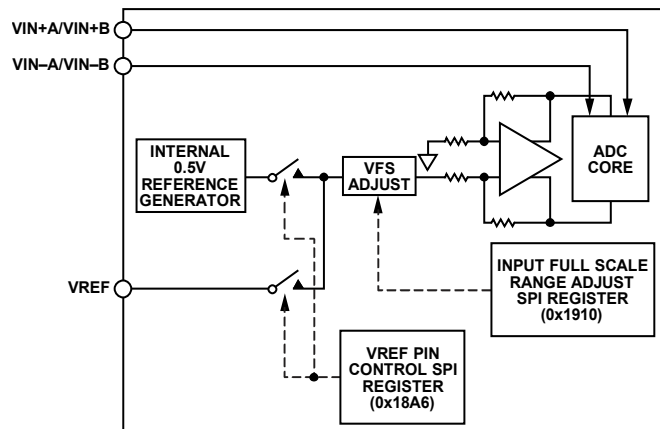 VIN+A/VIN+B
VIN–A/VIN–B
INTERNAL
0.5V
REFERENCE
GENERATOR
VFS
ADJUST
ADC
CORE
INPUT FULL SCALE
RANGE ADJUST
SPI REGISTER
(0x1910)
VREF
VREF PIN
CONTROL SPI
REGISTER
(0x18A6)